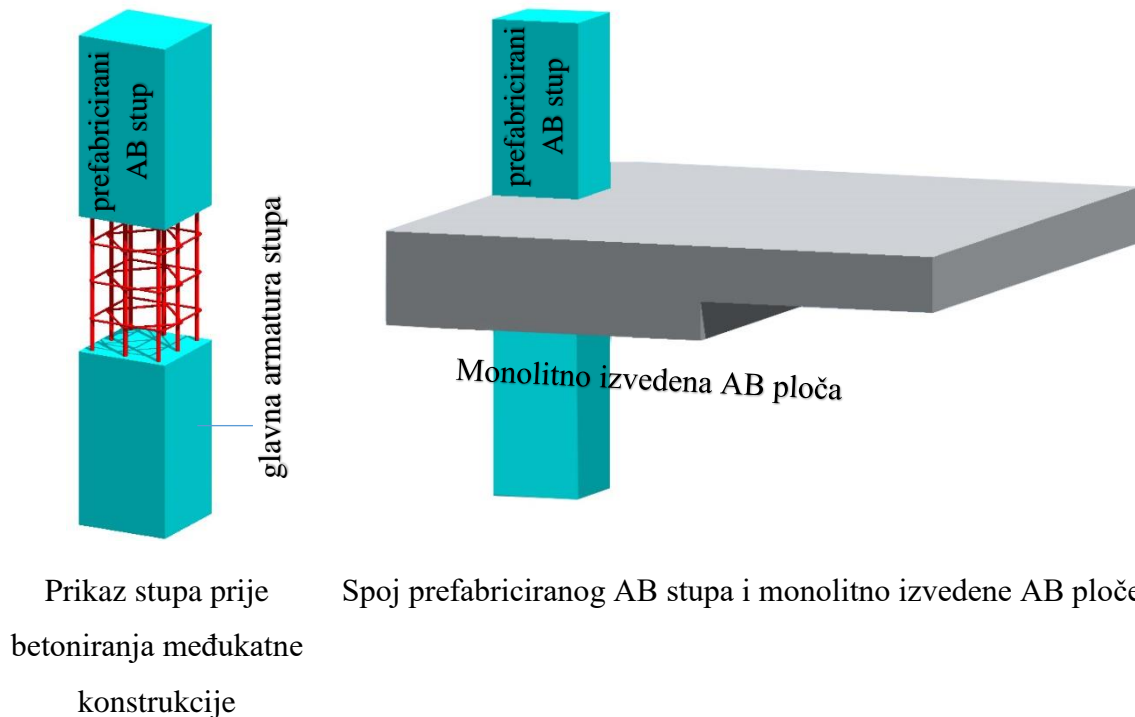 prefabricirani
AB stup
glavna armatura stupa
prefabricirani
AB stup
Monolitno izvedena AB ploča
Prikaz stupa prije
betoniranja međukatne
konstrukcije
Spoj prefabriciranog AB stupa i monolitno izvedene AB ploče